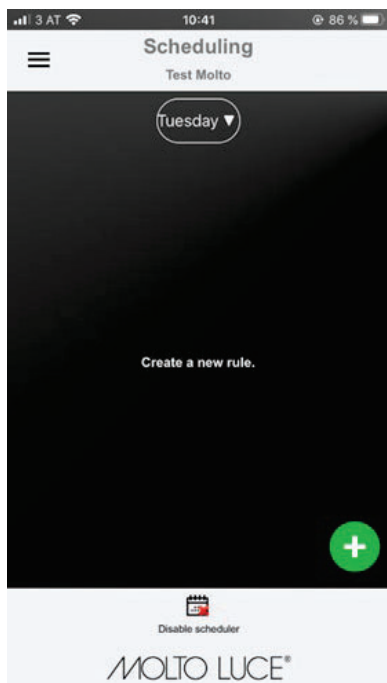 3 AT 10:41 86 %
Scheduling
Test Molto
Tuesday ▼
Create a new rule.
Disable scheduler
MOLTO LUCE®